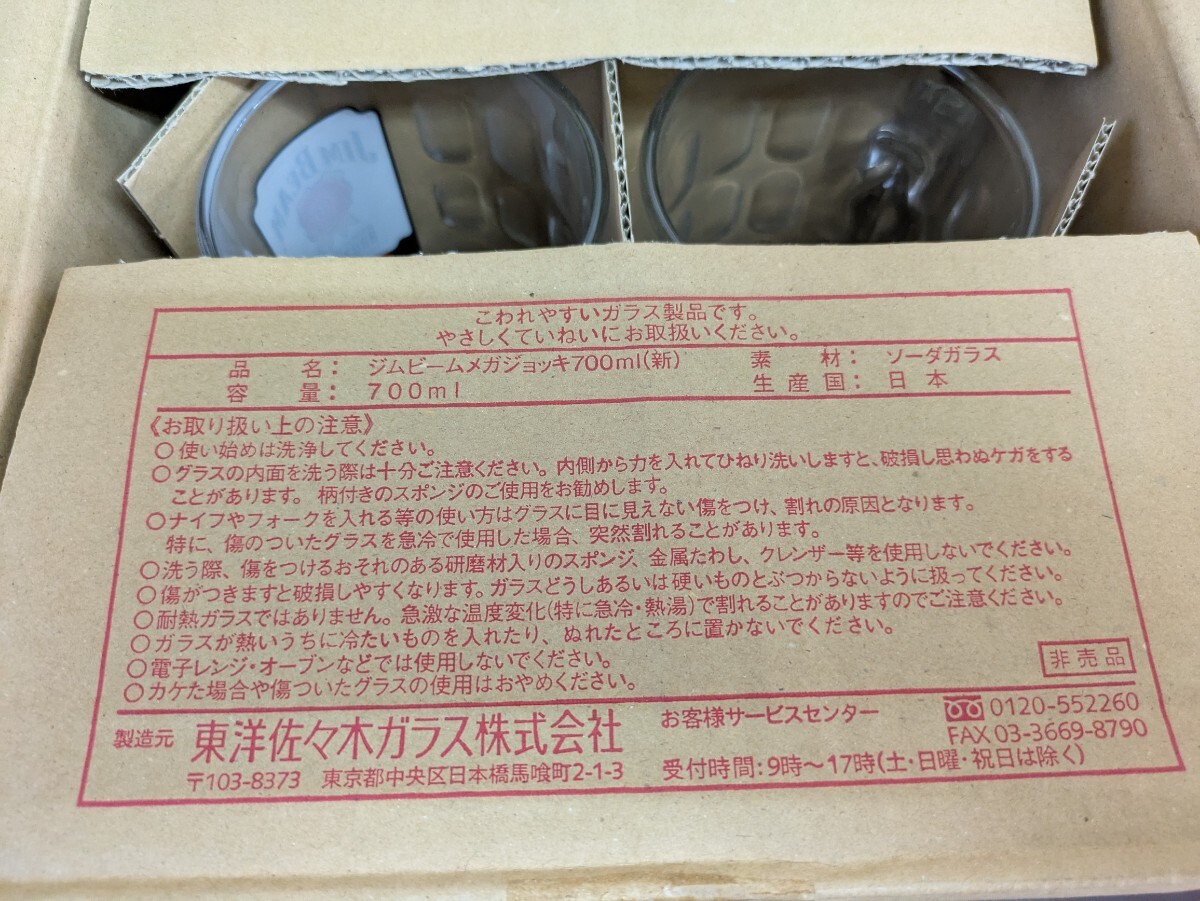 JIM BEAM
こわれやすいガラス製品です。
やさしくていねいにお取扱いください。
品 名： ジムビームメガジョッキ700ml(新) 素 材： ソーダガラス
容 量： 700ml 生産国： 日本
《お取り扱い上の注意》
○使い始めは洗浄してください。
○グラスの内面を洗う際は十分ご注意ください。内側から力を入れてひねり洗いしますと、破損し思わぬケガをする
ことがあります。柄付きのスポンジのご使用をお勧めします。
○ナイフやフォークを入れる等の使い方はグラスに目に見えない傷をつけ、割れの原因となります。
特に、傷のついたグラスを急冷で使用した場合、突然割れることがあります。
○洗う際、傷をつけるおそれのある研磨材入りのスポンジ、金属たわし、クレンザー等を使用しないでください。
○傷がつきますと破損しやすくなります。ガラスどうしあるいは硬いものとぶつからないように扱ってください。
○耐熱ガラスではありません。急激な温度変化(特に急冷・熱湯)で割れることがありますのでご注意ください。
○ガラスが熱いうちに冷たいものを入れたり、ぬれたところに置かないでください。
○電子レンジ・オーブンなどでは使用しないでください。
○カケた場合や傷ついたグラスの使用はおやめください。
非売品
製造元 東洋佐々木ガラス株式会社 お客様サービスセンター 0120-552260
FAX 03-3669-8790
〒103-8373 東京都中央区日本橋馬喰町2-1-3 受付時間：9時～17時(土・日曜・祝日は除く)